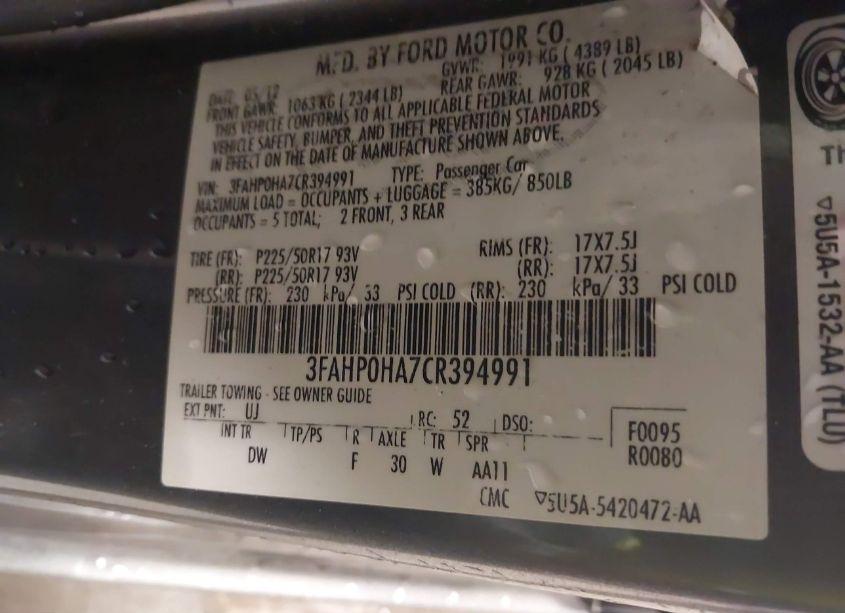 MFD. BY FORD MOTOR CO.
DATE: 05/12 GVWR: 1991 KG ( 4389 LB)
FRONT GAWR: 1063 KG ( 2344 LB) REAR GAWR: 928 KG ( 2045 LB)
THIS VEHICLE CONFORMS TO ALL APPLICABLE FEDERAL MOTOR
VEHICLE SAFETY, BUMPER, AND THEFT PREVENTION STANDARDS
IN EFFECT ON THE DATE OF MANUFACTURE SHOWN ABOVE.
VIN: 3FAHP0HA7CR394991 TYPE: Passenger Car
MAXIMUM LOAD = OCCUPANTS + LUGGAGE = 385KG/ 850LB
OCCUPANTS = 5 TOTAL; 2 FRONT, 3 REAR
TIRE (FR): P225/50R17 93V RIMS (FR): 17X7.5J
(RR): P225/50R17 93V (RR): 17X7.5J
PRESSURE (FR): 230 kPa/ 33 PSI COLD (RR): 230 kPa/ 33 PSI COLD
3FAHP0HA7CR394991
TRAILER TOWING - SEE OWNER GUIDE
EXT PNT: UJ RC: 52 DSO: F0095
INT TR TP/PS R AXLE TR SPR R0080
DW F 30 W AA11
CMC ▽5U5A-5420472-AA
Th
▽5U5A-1532-AA (TLU)